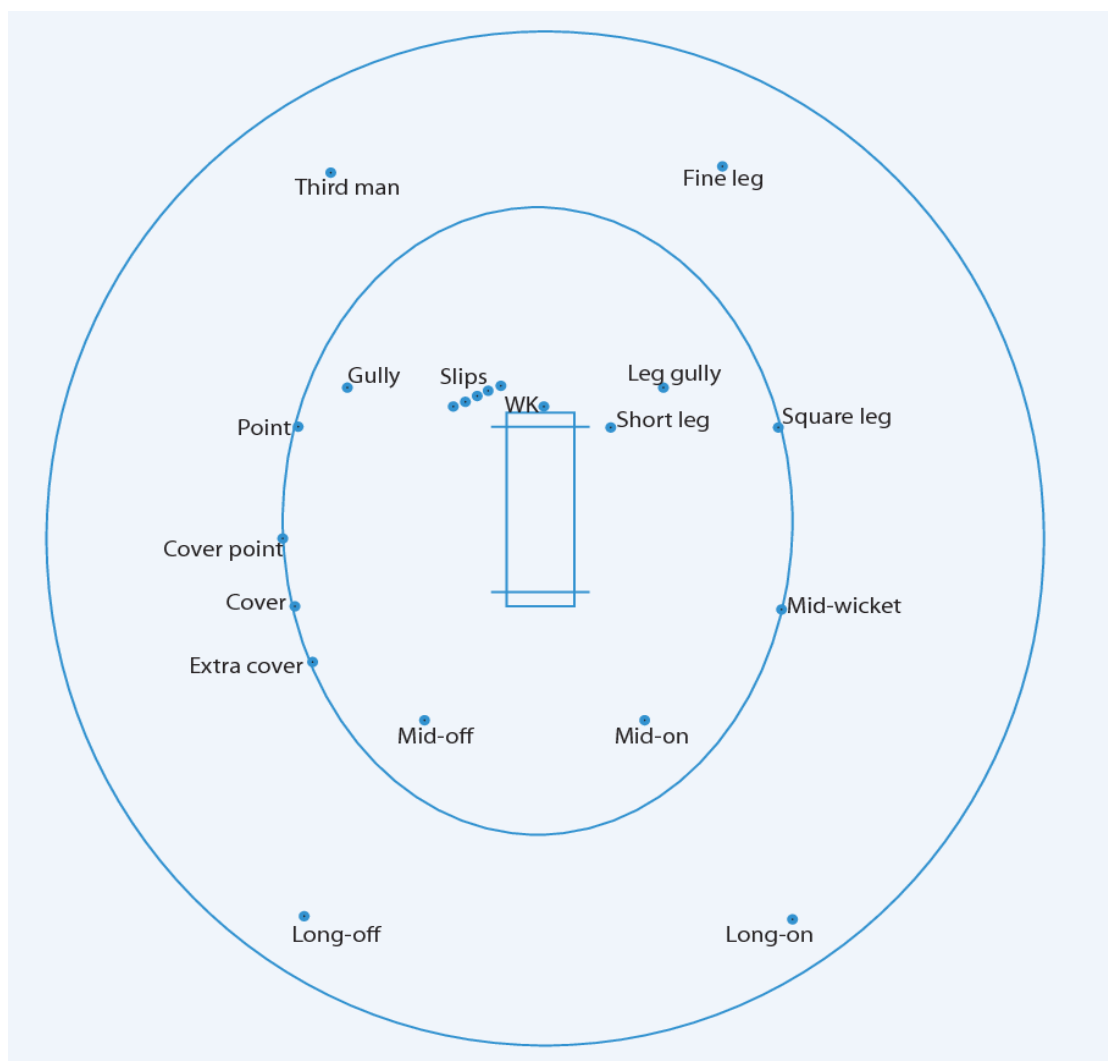 Third man
Fine leg
Gully
Slips
Leg gully
WK
Short leg
Square leg
Point
Cover point
Cover
Mid-wicket
Extra cover
Mid-off
Mid-on
Long-off
Long-on